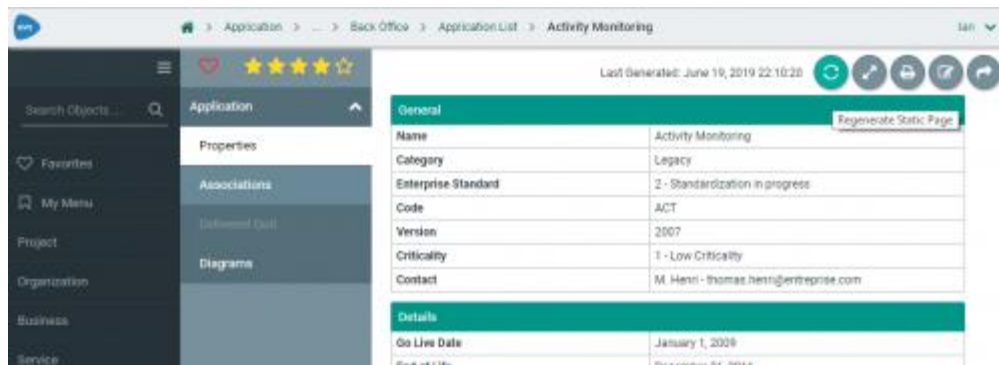 Application > ... > Back Office > Application List > Activity Monitoring
Ian
Last Generated: June 19, 2019 22:10:20
Regenerate Static Page
Search Objects...
Favorites
My Menu
Project
Organization
Business
Service
Application
Properties
Associations
Diagrams
General
Name Activity Monitoring
Category Legacy
Enterprise Standard 2 - Standardization in progress
Code ACT
Version 2007
Criticality 1 - Low Criticality
Contact M. Henri - thomas.henri@entreprise.com
Details
Go Live Date January 1, 2009